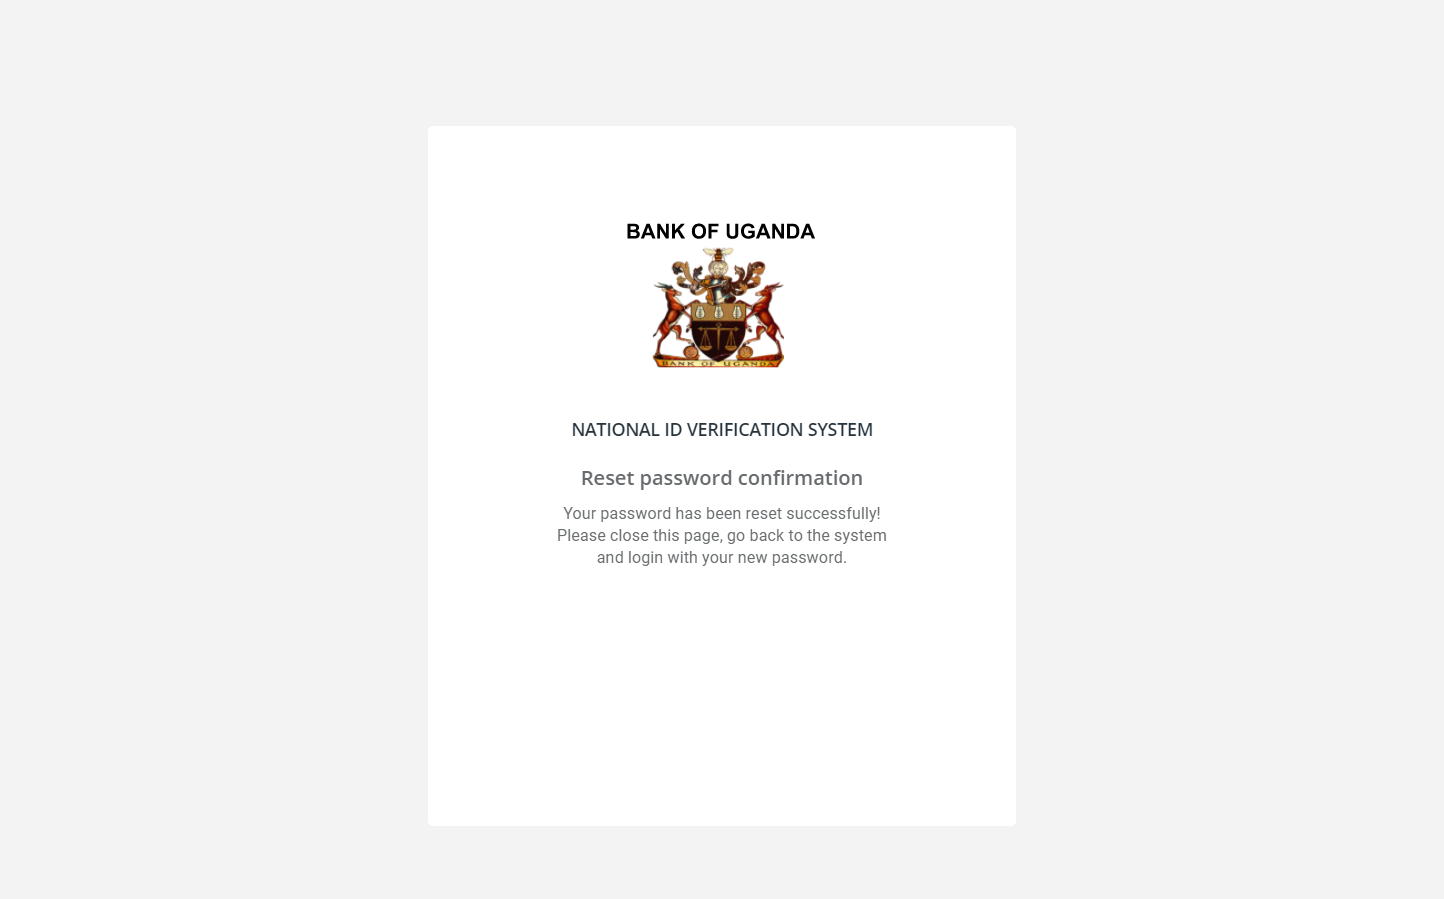 BANK OF UGANDA
BANK OF UGANDA
NATIONAL ID VERIFICATION SYSTEM
Reset password confirmation
Your password has been reset successfully!
Please close this page, go back to the system
and login with your new password.